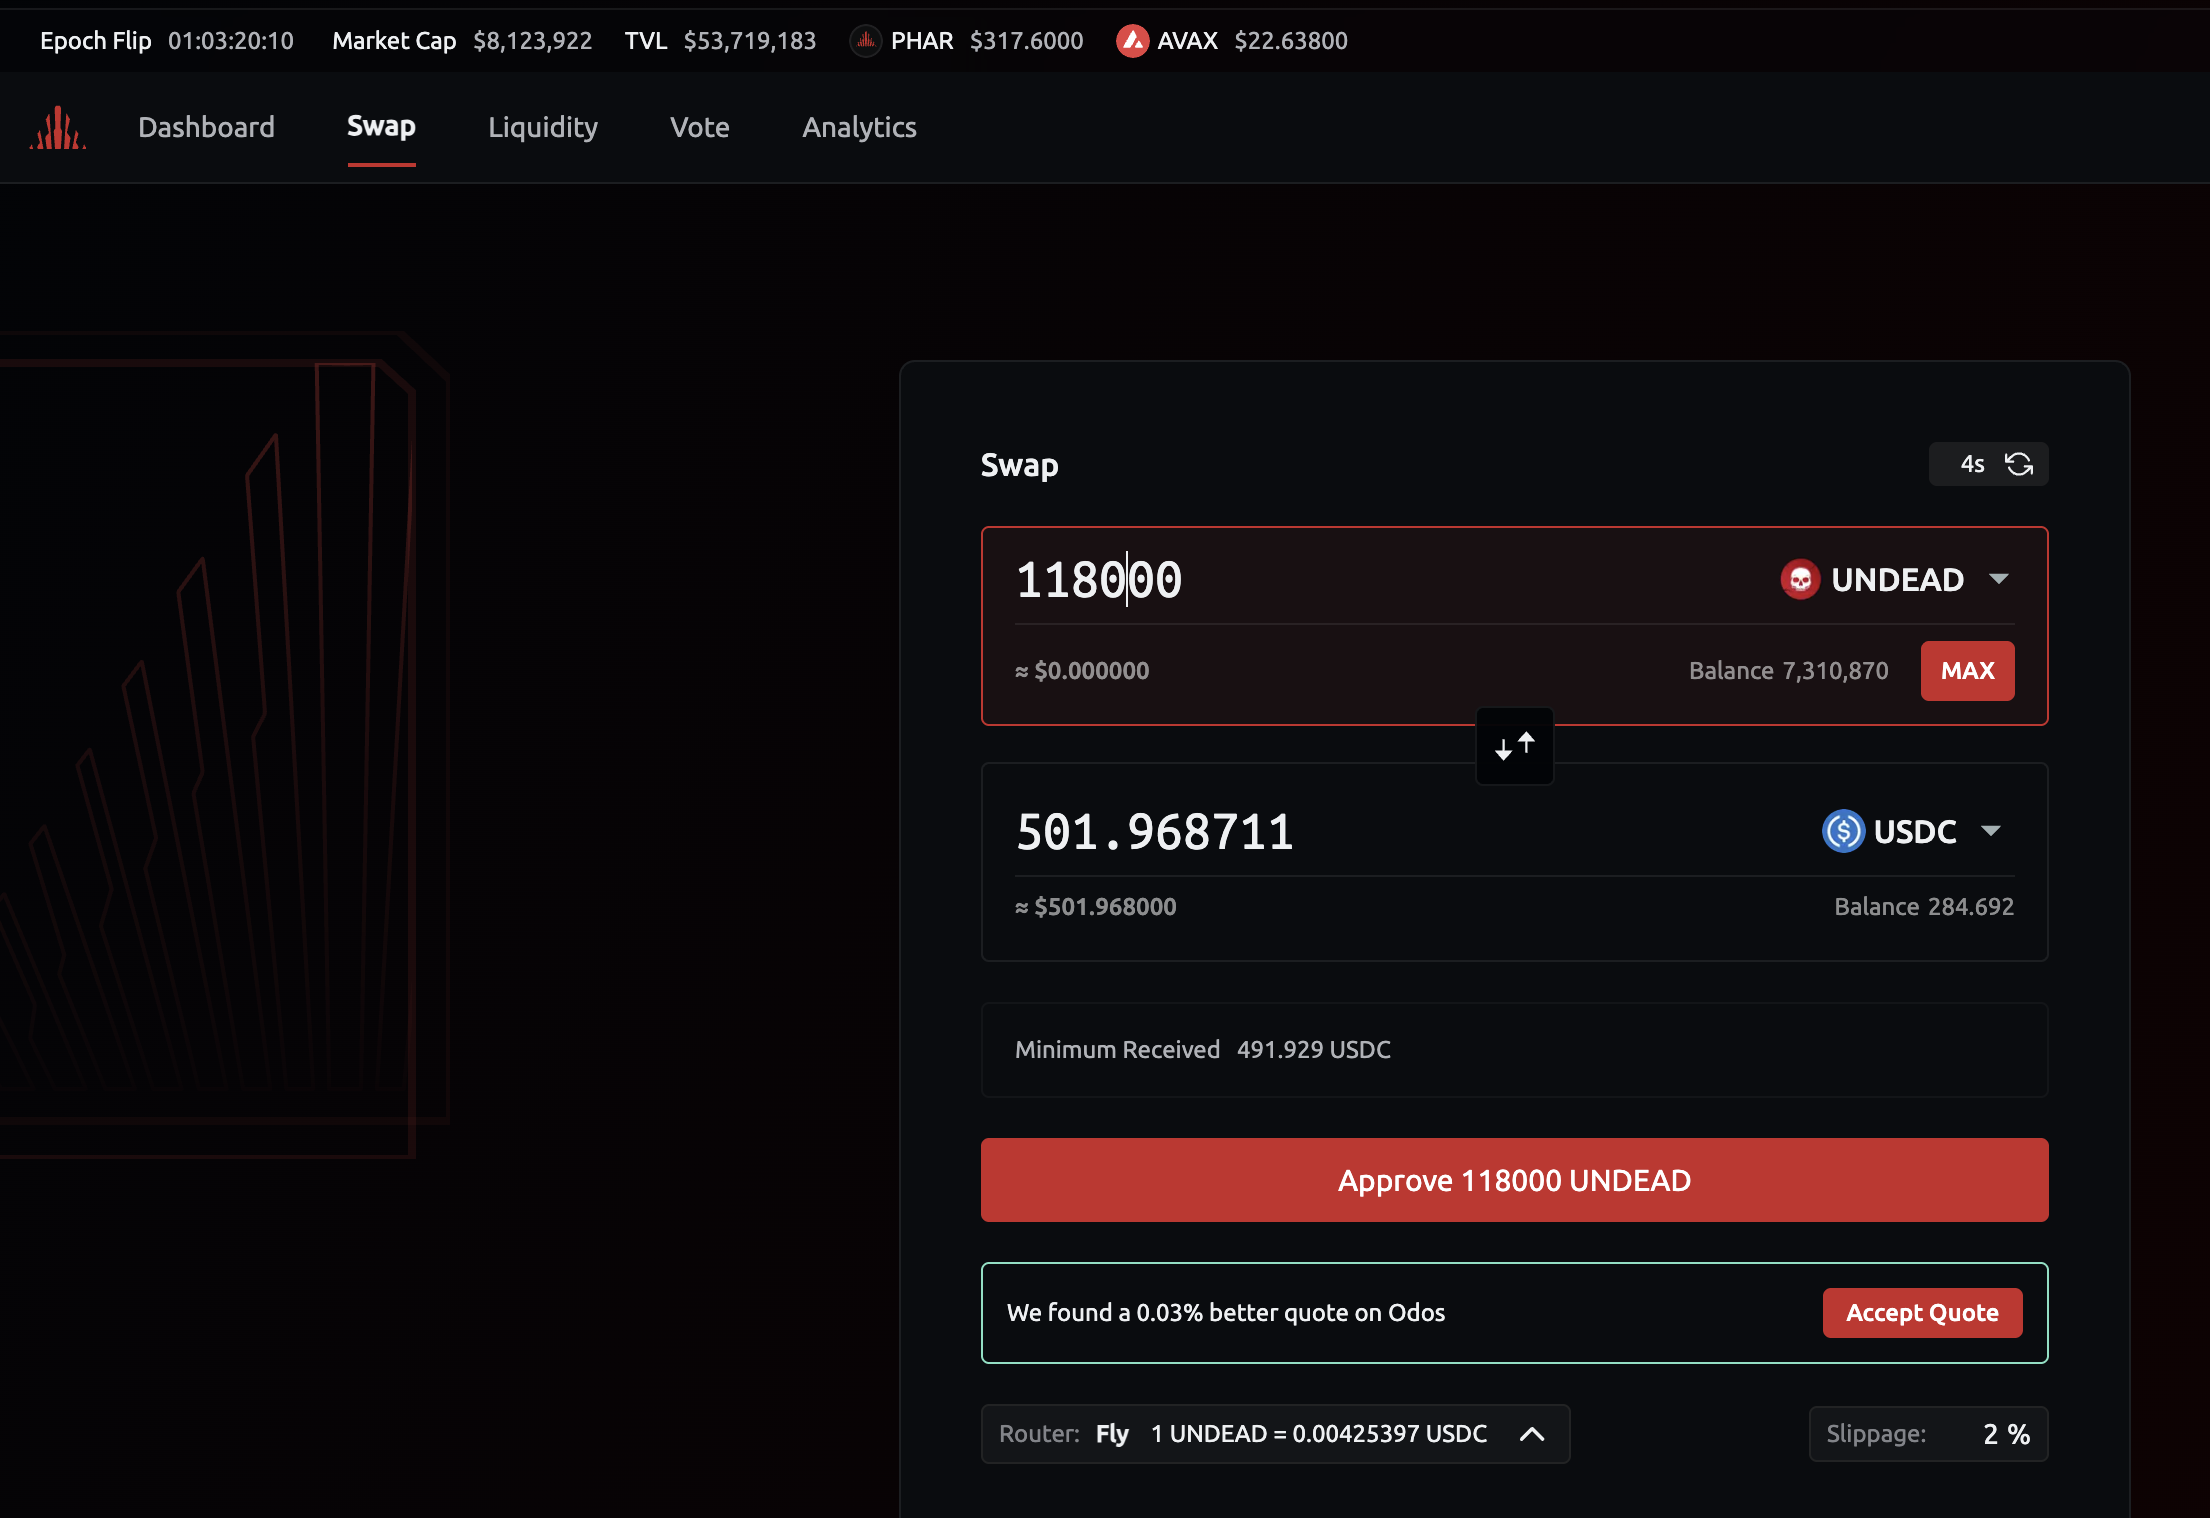 Epoch Flip 01:03:20:10 Market Cap $8,123,922 TVL $53,719,183 PHAR $317.6000 AVAX $22.63800
Dashboard Swap Liquidity Vote Analytics
Swap 4s
118000 UNDEAD
≈ $0.000000 Balance 7,310,870 MAX
501.968711 USDC
≈ $501.968000 Balance 284.692
Minimum Received 491.929 USDC
Approve 118000 UNDEAD
We found a 0.03% better quote on Odos Accept Quote
Router: Fly 1 UNDEAD = 0.00425397 USDC Slippage: 2 %